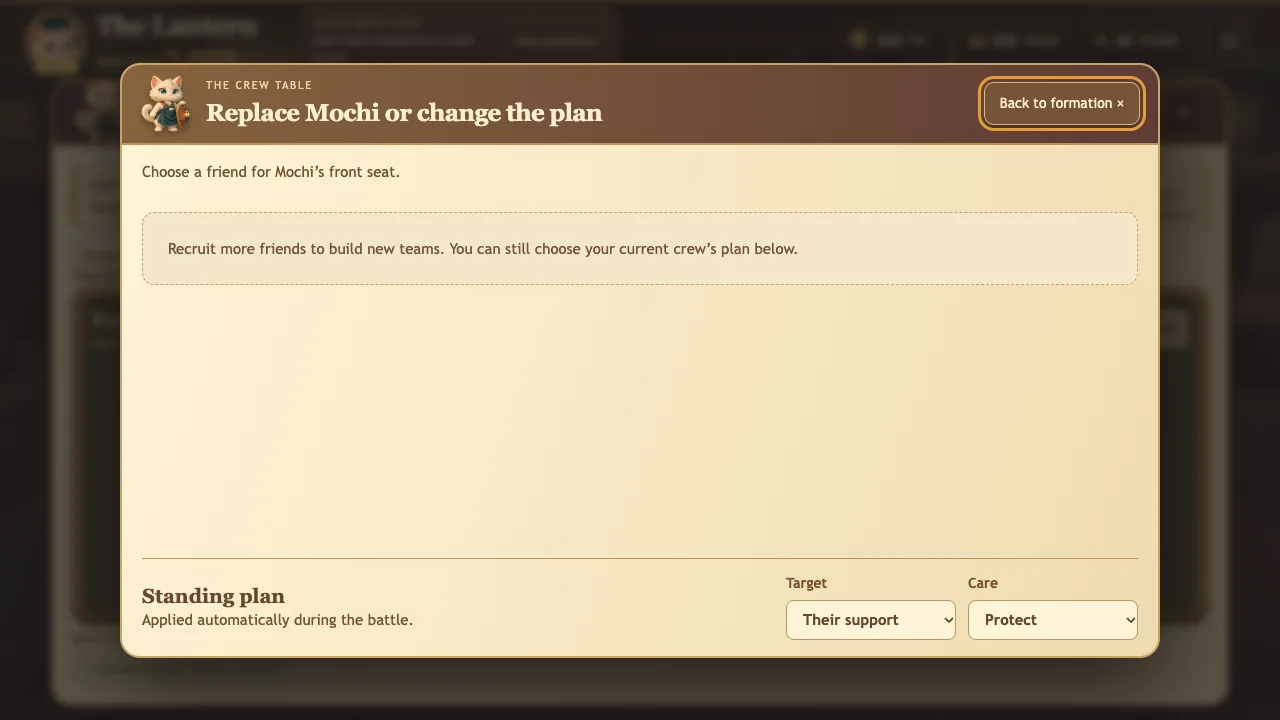 The Lantern
THE CREW TABLE
Replace Mochi or change the plan
Back to formation ×
Choose a friend for Mochi’s front seat.
Recruit more friends to build new teams. You can still choose your current crew’s plan below.
Standing plan
Applied automatically during the battle.
Target
Care
Their support
Protect